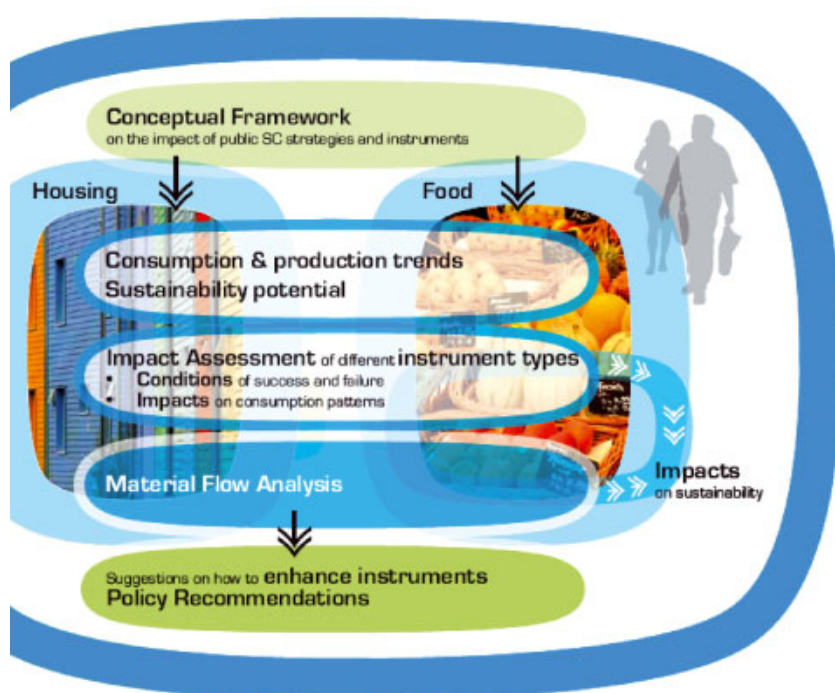 Conceptual Framework
on the impact of public SC strategies and instruments
Housing
Food
Consumption & production trends
Sustainability potential
Impact Assessment of different instrument types
• Conditions of success and failure
• Impacts on consumption patterns
Material Flow Analysis
Impacts
on sustainability
Suggestions on how to enhance instruments
Policy Recommendations